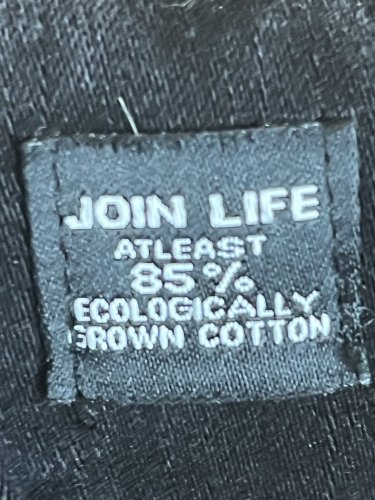 JOIN LIFE
ATLEAST
85%
ECOLOGICALLY
GROWN COTTON